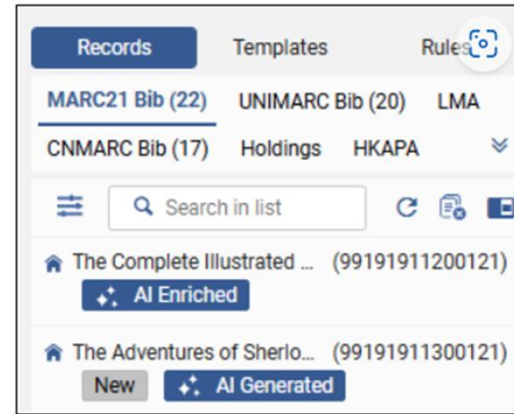 Records Templates Rules
MARC21 Bib (22) UNIMARC Bib (20) LMA
CNMARC Bib (17) Holdings HKAPA
Search in list
The Complete Illustrated ... (99191911200121)
AI Enriched
The Adventures of Sherlo... (99191911300121)
New AI Generated